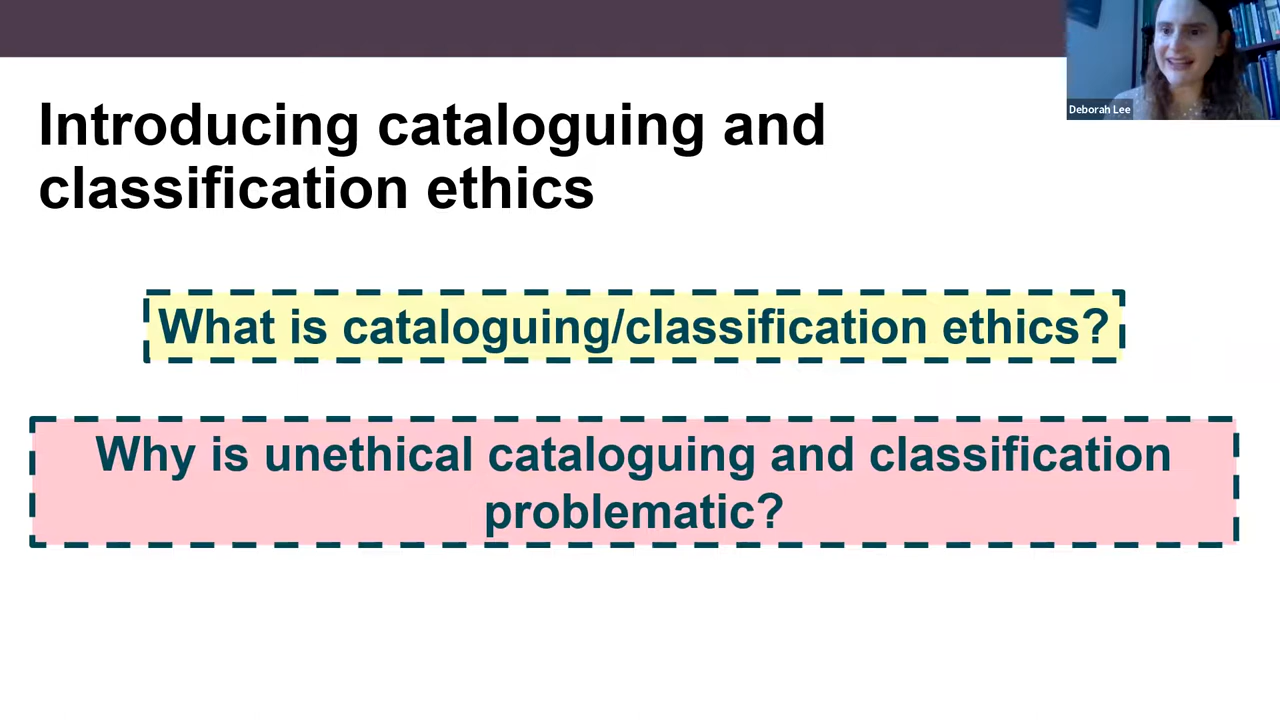 Deborah Lee
Introducing cataloguing and
classification ethics
What is cataloguing/classification ethics?
Why is unethical cataloguing and classification
problematic?